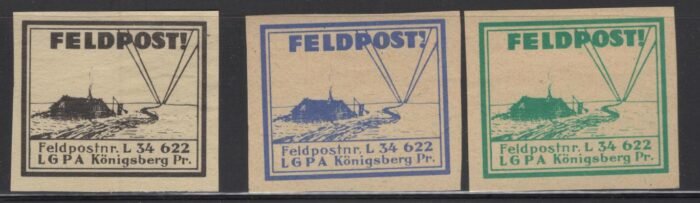 FELDPOST!
Feldpostnr. L 34 622
LGPA Königsberg Pr.
FELDPOST!
Feldpostnr. L 34 622
LGPA Königsberg Pr.
FELDPOST!
Feldpostnr. L 34 622
LGPA Königsberg Pr.